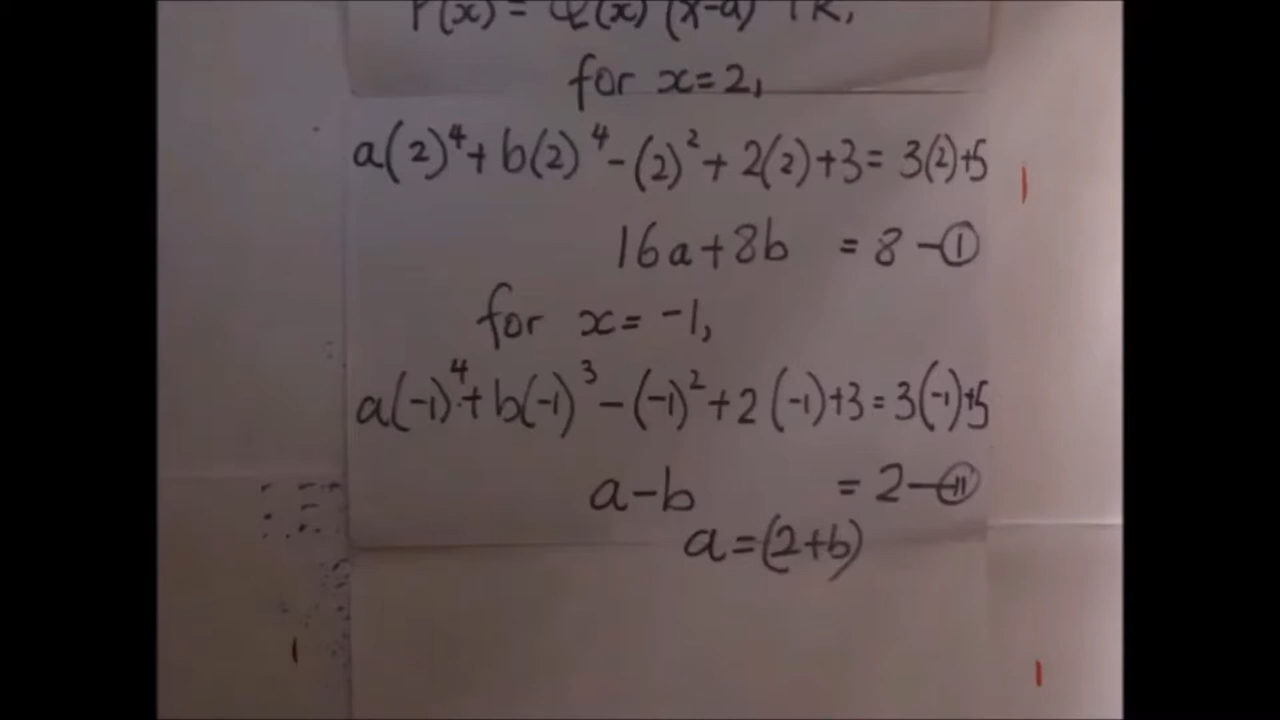 P(x) = Q(x) (x-a) + R,
for x=2,
a(2)⁴+ b(2)⁴-(2)²+ 2(2)+3= 3(2)+5
16a+8b = 8 -①
for x= -1,
a(-1)⁴+ b(-1)³-(-1)²+2(-1)+3=3(-1)+5
a-b = 2-⑪
a=(2+b)